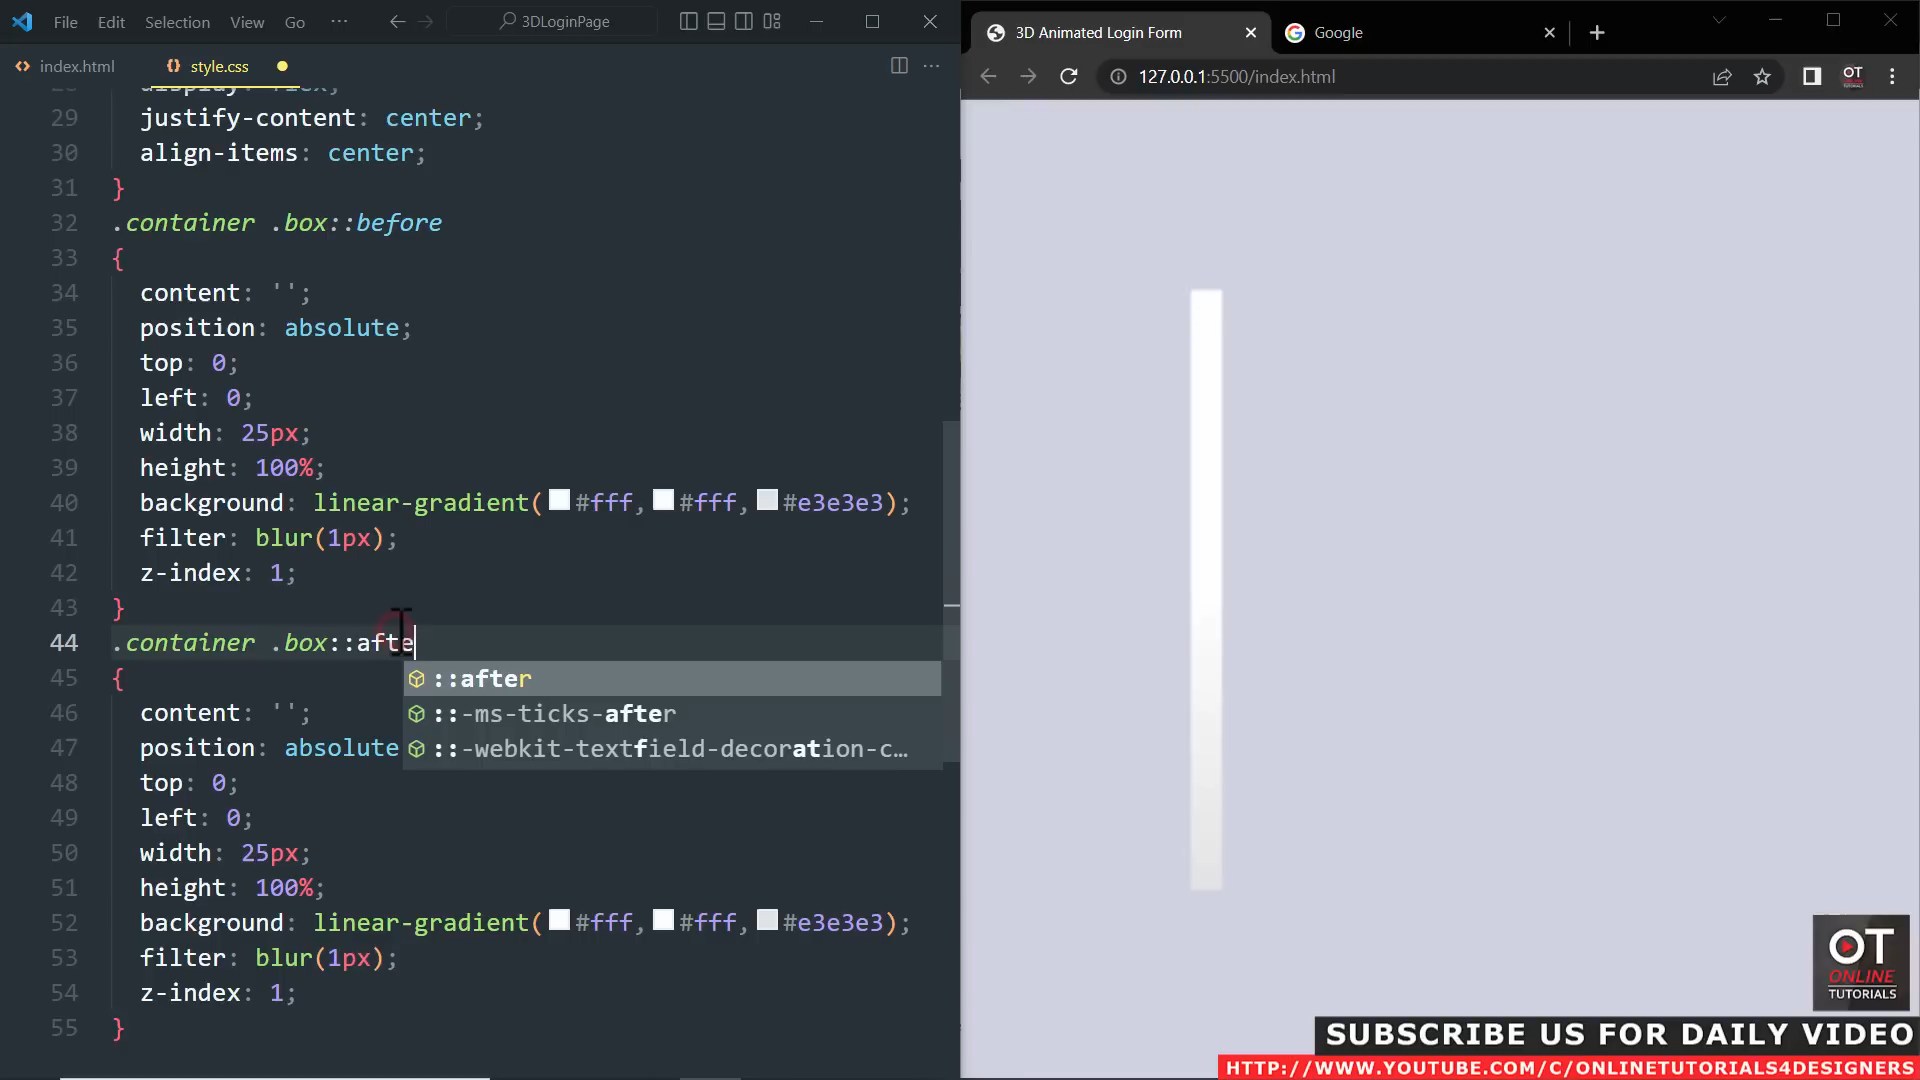 File Edit Selection View Go ··· 3DLoginPage
index.html style.css
28 display: flex;
29 justify-content: center;
30 align-items: center;
31 }
32 .container .box::before
33 {
34 content: '';
35 position: absolute;
36 top: 0;
37 left: 0;
38 width: 25px;
39 height: 100%;
40 background: linear-gradient(#fff,#fff,#e3e3e3);
41 filter: blur(1px);
42 z-index: 1;
43 }
44 .container .box::afte
45 {
46 content: '';
47 position: absolute
48 top: 0;
49 left: 0;
50 width: 25px;
51 height: 100%;
52 background: linear-gradient(#fff,#fff,#e3e3e3);
53 filter: blur(1px);
54 z-index: 1;
55 }
::after
::-ms-ticks-after
::-webkit-textfield-decoration-c…
3D Animated Login Form
Google
127.0.0.1:5500/index.html
OT
ONLINE
TUTORIALS
SUBSCRIBE US FOR DAILY VIDEO
HTTP://WWW.YOUTUBE.COM/C/ONLINETUTORIALS4DESIGNERS